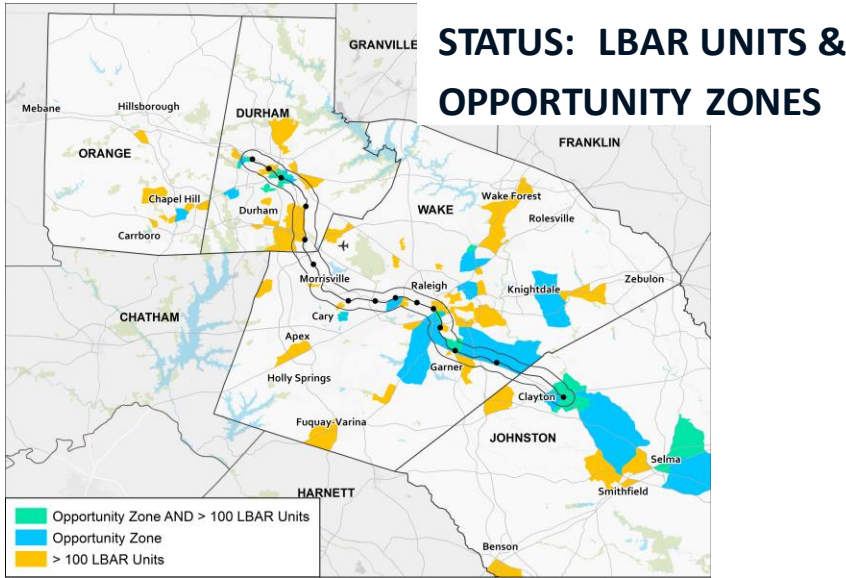 STATUS: LBAR UNITS &
OPPORTUNITY ZONES
GRANVILLE
FRANKLIN
Mebane
Hillsborough
DURHAM
ORANGE
Chapel Hill
Durham
Carrboro
WAKE
Wake Forest
Rolesville
Morrisville
Raleigh
Knightdale
Zebulon
CHATHAM
Cary
Apex
Garner
Holly Springs
Clayton
Fuquay-Varina
JOHNSTON
Selma
Smithfield
HARNETT
Benson
Opportunity Zone AND > 100 LBAR Units
Opportunity Zone
> 100 LBAR Units